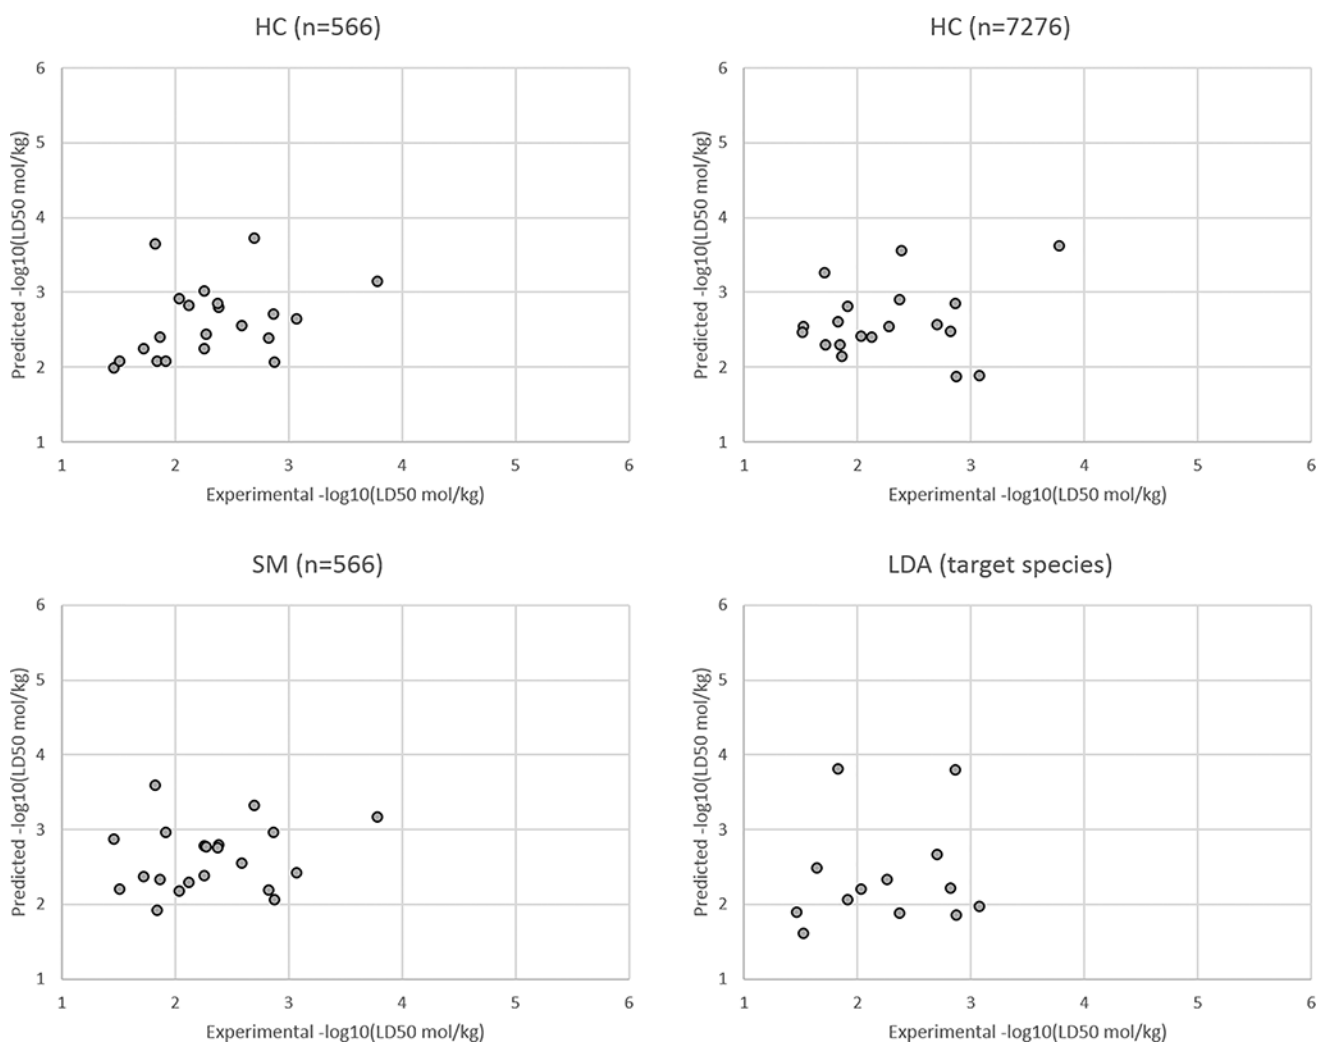 HC (n=566)
6
5
4
3
2
1
Predicted -log10(LD50 mol/kg)
1 2 3 4 5 6
Experimental -log10(LD50 mol/kg)
HC (n=7276)
6
5
4
3
2
1
Predicted -log10(LD50 mol/kg)
1 2 3 4 5 6
Experimental -log10(LD50 mol/kg)
SM (n=566)
6
5
4
3
2
1
Predicted -log10(LD50 mol/kg)
1 2 3 4 5 6
Experimental -log10(LD50 mol/kg)
LDA (target species)
6
5
4
3
2
1
Predicted -log10(LD50 mol/kg)
1 2 3 4 5 6
Experimental -log10(LD50 mol/kg)